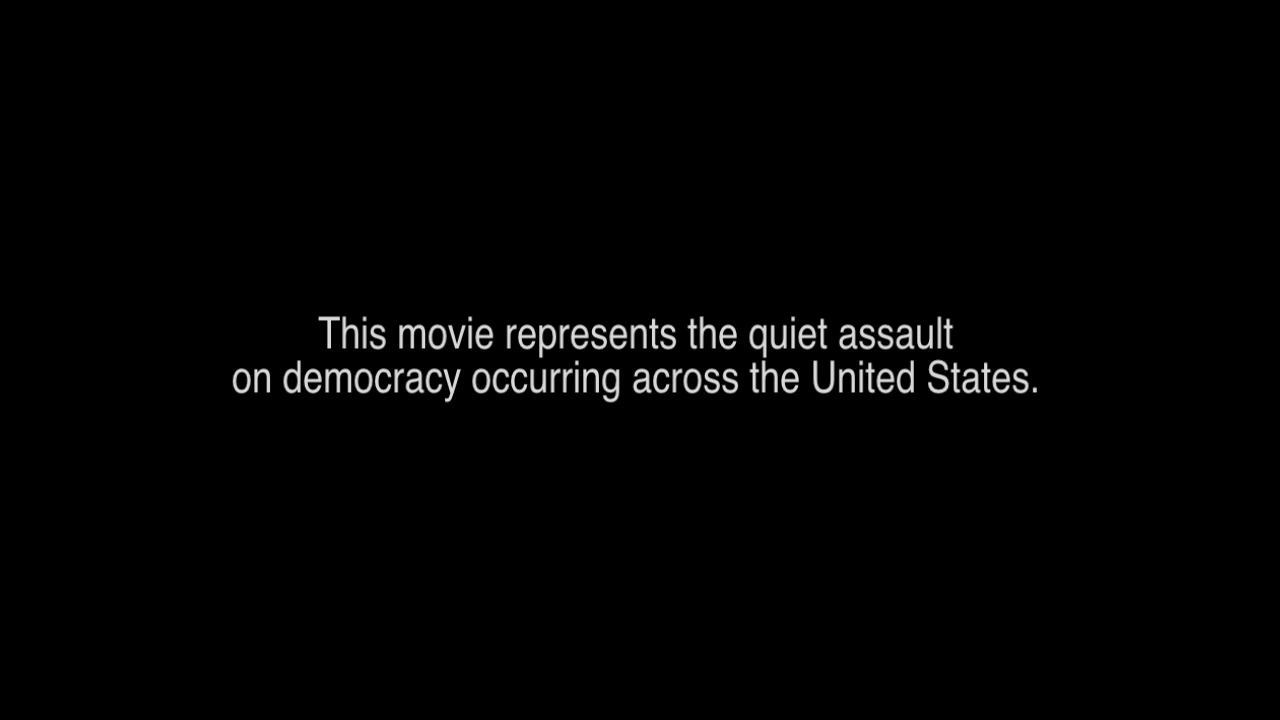 This movie represents the quiet assault
on democracy occurring across the United States.